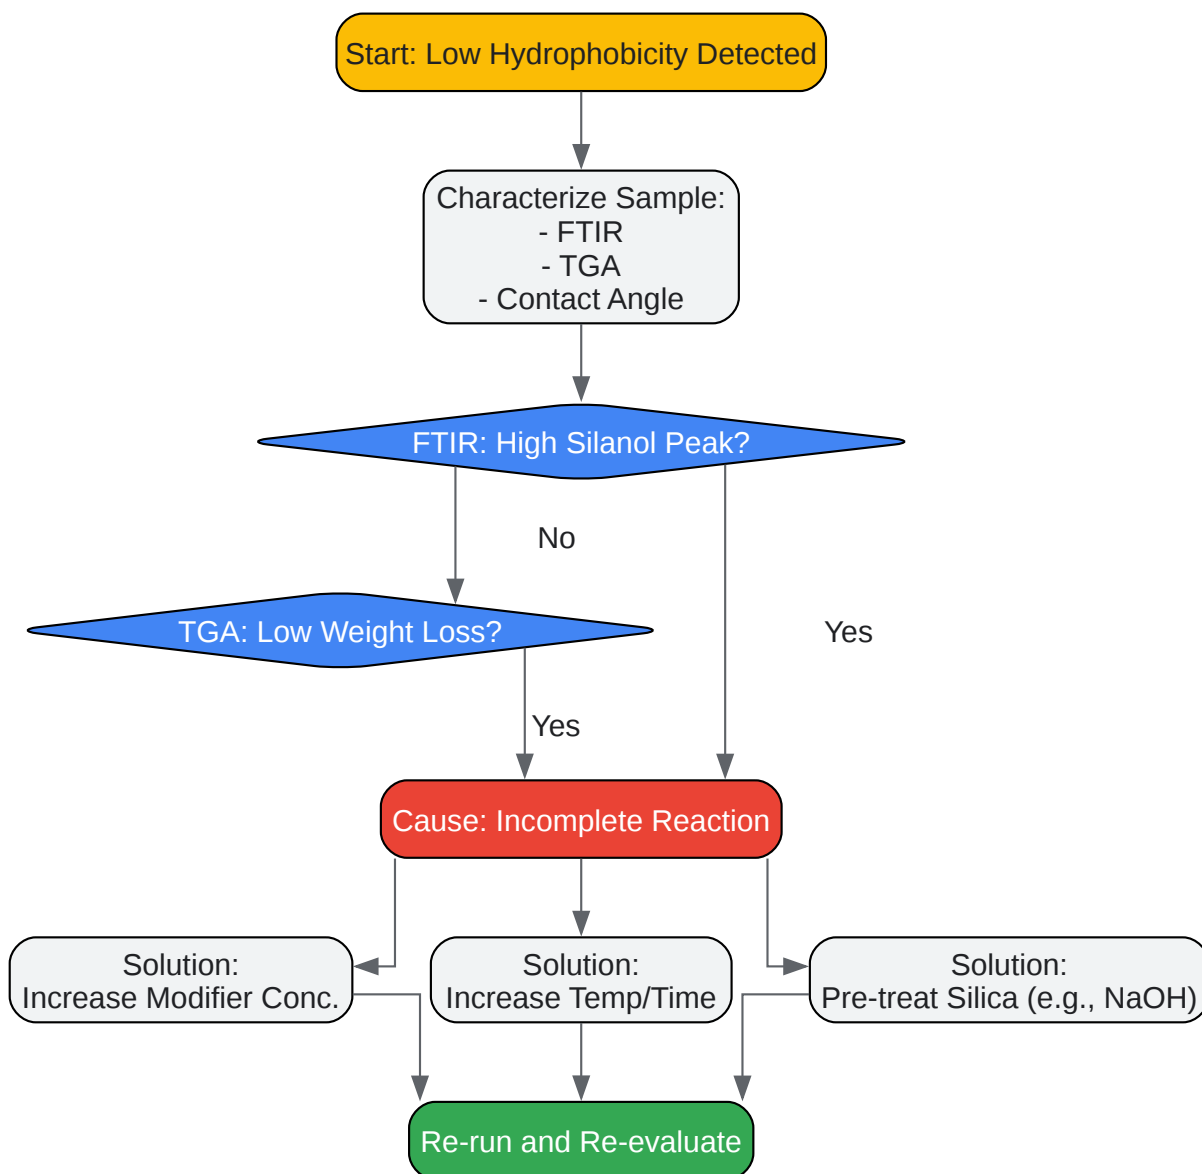 Start: Low Hydrophobicity Detected
Characterize Sample:
- FTIR
- TGA
- Contact Angle
FTIR: High Silanol Peak?
No
TGA: Low Weight Loss?
Yes
Yes
Cause: Incomplete Reaction
Solution:
Increase Modifier Conc.
Solution:
Increase Temp/Time
Solution:
Pre-treat Silica (e.g., NaOH)
Re-run and Re-evaluate